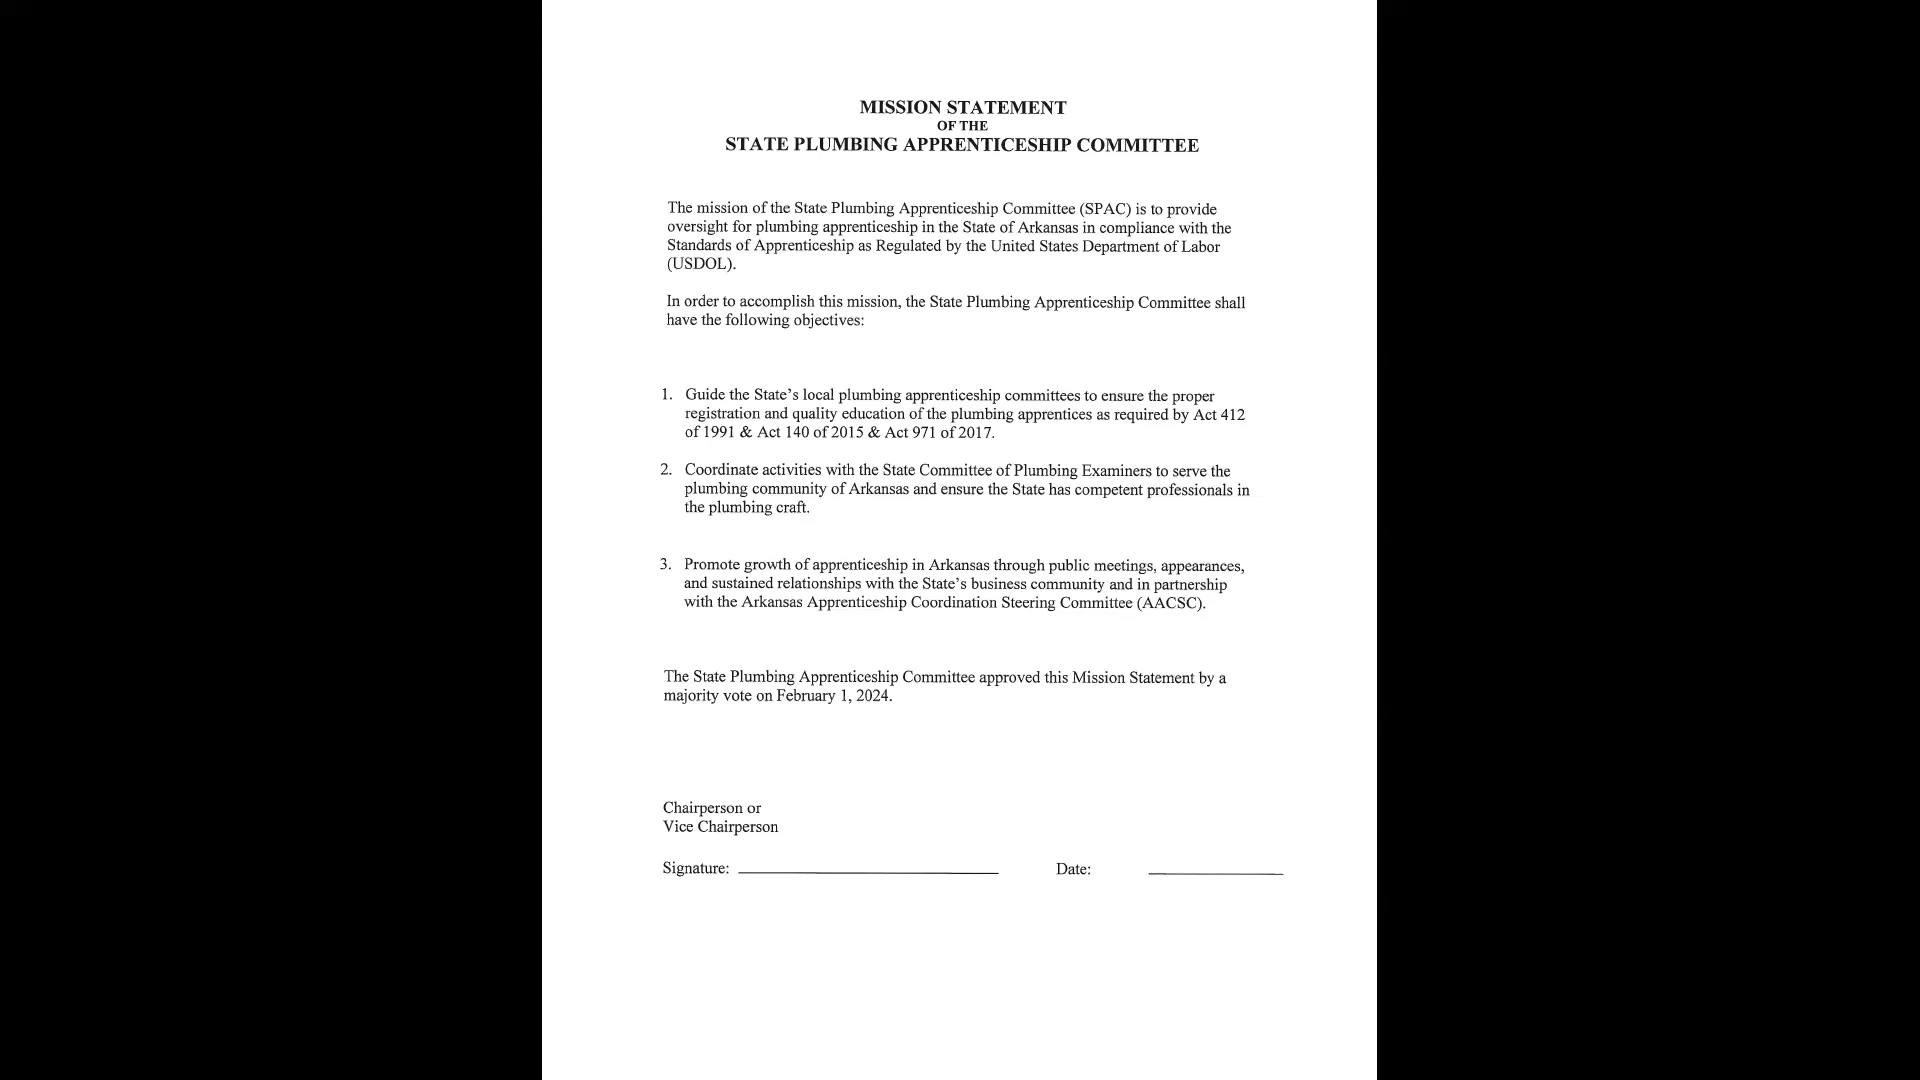 MISSION STATEMENT
OF THE
STATE PLUMBING APPRENTICESHIP COMMITTEE
The mission of the State Plumbing Apprenticeship Committee (SPAC) is to provide
oversight for plumbing apprenticeship in the State of Arkansas in compliance with the
Standards of Apprenticeship as Regulated by the United States Department of Labor
(USDOL).
In order to accomplish this mission, the State Plumbing Apprenticeship Committee shall
have the following objectives:
1. Guide the State's local plumbing apprenticeship committees to ensure the proper
registration and quality education of the plumbing apprentices as required by Act 412
of 1991 & Act 140 of 2015 & Act 971 of 2017.
2. Coordinate activities with the State Committee of Plumbing Examiners to serve the
plumbing community of Arkansas and ensure the State has competent professionals in
the plumbing craft.
3. Promote growth of apprenticeship in Arkansas through public meetings, appearances,
and sustained relationships with the State's business community and in partnership
with the Arkansas Apprenticeship Coordination Steering Committee (AACSC).
The State Plumbing Apprenticeship Committee approved this Mission Statement by a
majority vote on February 1, 2024.
Chairperson or
Vice Chairperson
Signature: Date: